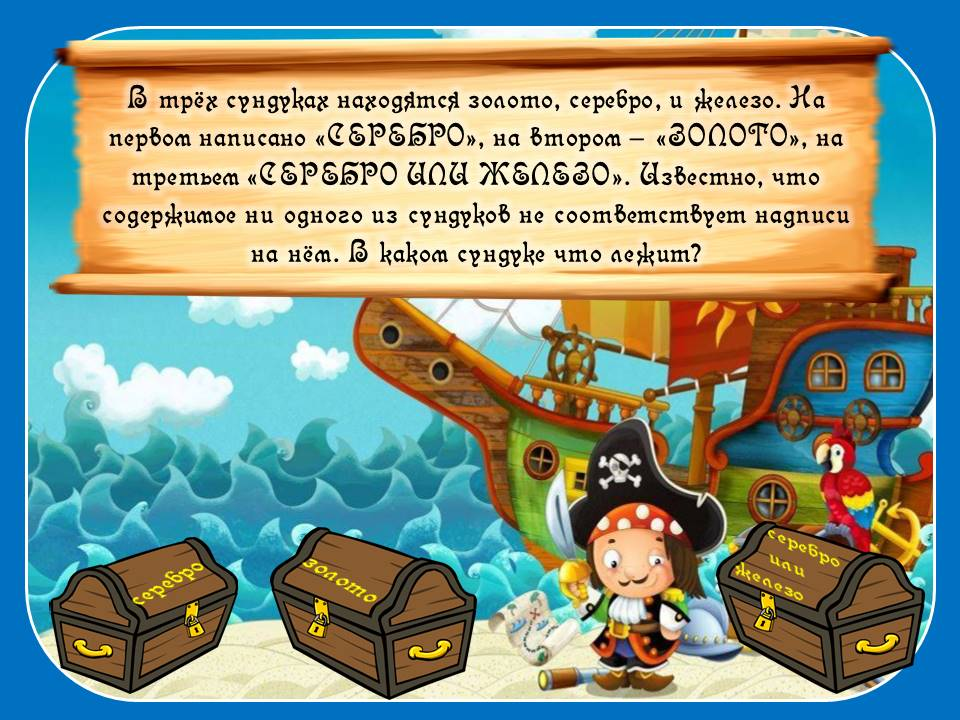 В трёх сундуках находятся золото, серебро, и железо. На
первом написано «СЕРЕБРО», на втором – «ЗОЛОТО», на
третьем «СЕРЕБРО ИЛИ ЖЕЛЕЗО». Известно, что
содержимое ни одного из сундуков не соответствует надписи
на нём. В каком сундуке что лежит?
серебро
золото
серебро
или
железо